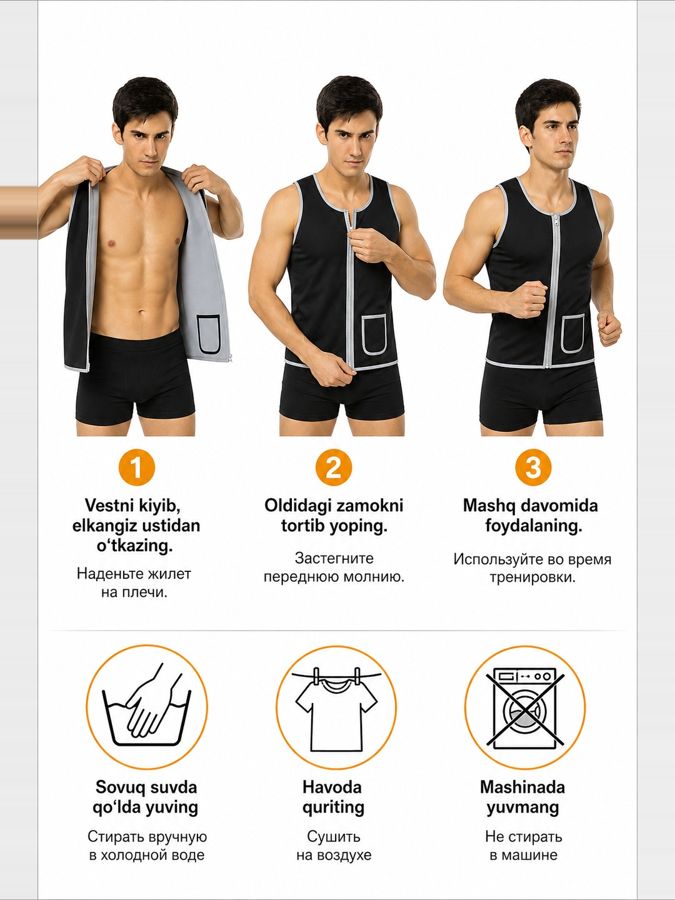 1
Vestni kiyib,
elkangiz ustidan
o‘tkazing.
Наденьте жилет
на плечи.
2
Oldidagi zamokni
tortib yoping.
Застегните
переднюю молнию.
3
Mashq davomida
foydalaning.
Используйте во время
тренировки.
Sovuq suvda
qo‘lda yuving
Стирать вручную
в холодной воде
Havoda
quriting
Сушить
на воздухе
Mashinada
yuvmang
Не стирать
в машине